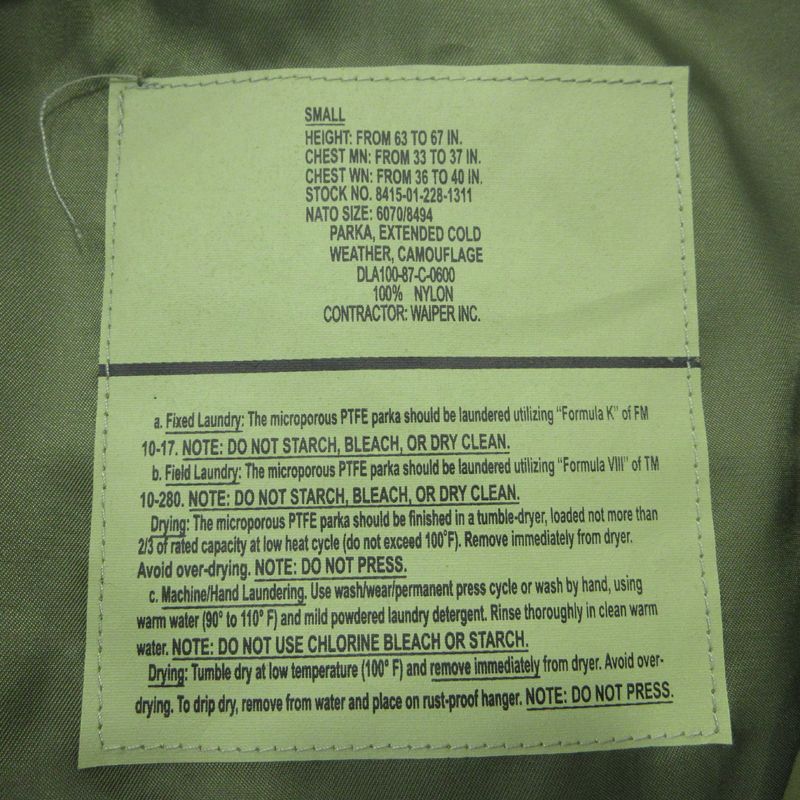 SMALL
HEIGHT: FROM 63 TO 67 IN.
CHEST MN: FROM 33 TO 37 IN.
CHEST WN: FROM 36 TO 40 IN.
STOCK NO. 8415-01-228-1311
NATO SIZE: 6070/8494
PARKA, EXTENDED COLD
WEATHER, CAMOUFLAGE
DLA100-87-C-0600
100% NYLON
CONTRACTOR: WAIPER INC.
a. Fixed Laundry: The microporous PTFE parka should be laundered utilizing "Formula K" of FM
10-17. NOTE: DO NOT STARCH, BLEACH, OR DRY CLEAN.
b. Field Laundry: The microporous PTFE parka should be laundered utilizing "Formula VIII" of TM
10-280. NOTE: DO NOT STARCH, BLEACH, OR DRY CLEAN.
Drying: The microporous PTFE parka should be finished in a tumble-dryer, loaded not more than
2/3 of rated capacity at low heat cycle (do not exceed 100°F). Remove immediately from dryer.
Avoid over-drying. NOTE: DO NOT PRESS.
c. Machine/Hand Laundering. Use wash/wear/permanent press cycle or wash by hand, using
warm water (90° to 110° F) and mild powdered laundry detergent. Rinse thoroughly in clean warm
water. NOTE: DO NOT USE CHLORINE BLEACH OR STARCH.
Drying: Tumble dry at low temperature (100° F) and remove immediately from dryer. Avoid over-
drying. To drip dry, remove from water and place on rust-proof hanger. NOTE: DO NOT PRESS.